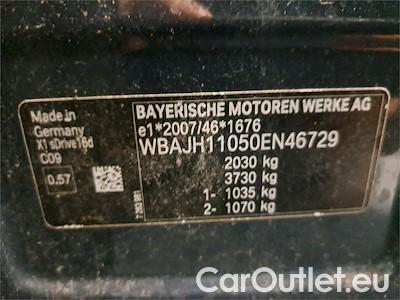 Made in
Germany
X1 sDrive16d
C09
0.57
BAYERISCHE MOTOREN WERKE AG
e1*2007/46*1676
WBAJH11050EN46729
2030 kg
3730 kg
1- 1035 kg
2- 1070 kg
CarOutlet.eu